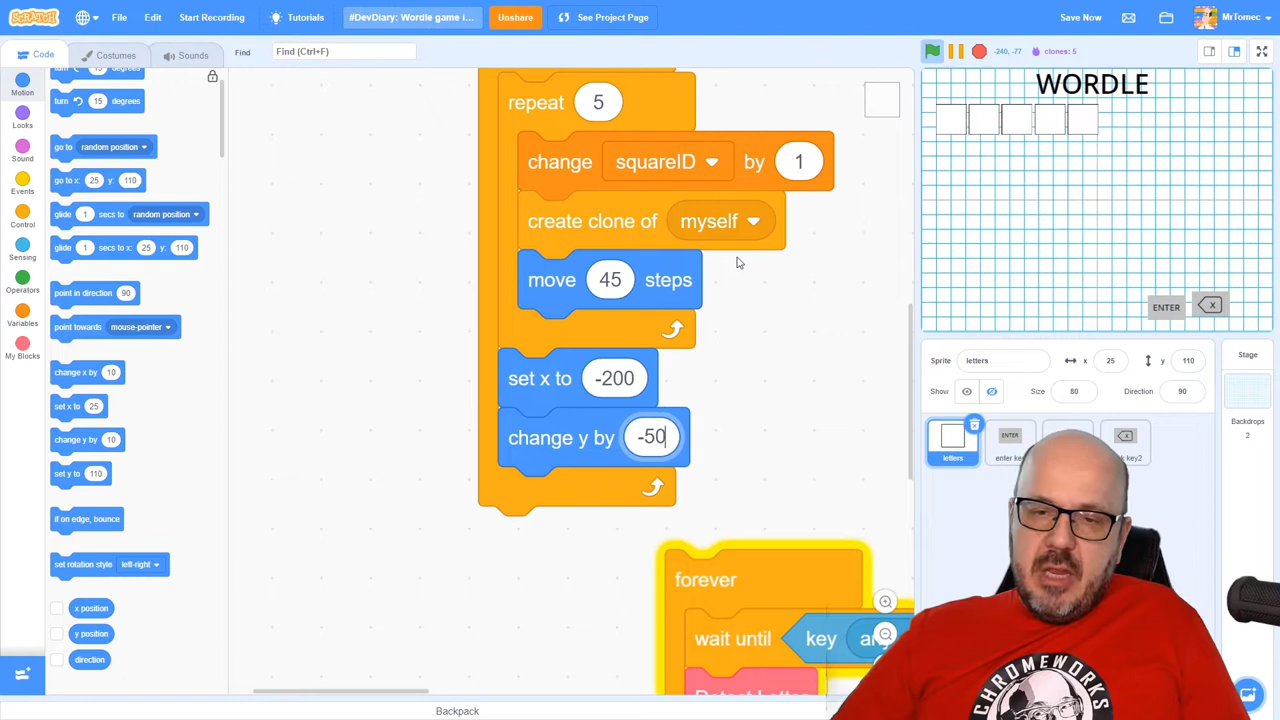 SCRATCH
File
Edit
Start Recording
Tutorials
#DevDiary: Wordle game i...
Unshare
See Project Page
Save Now
MrTomec
Code
Costumes
Sounds
Find
Find (Ctrl+F)
-240, -77
clones: 5
Motion
Looks
Sound
Events
Control
Sensing
Operators
Variables
My Blocks
turn 15 degrees
turn 15 degrees
go to random position
go to x: 25 y: 110
glide 1 secs to random position
glide 1 secs to x: 25 y: 110
point in direction 90
point towards mouse-pointer
change x by 10
set x to 25
change y by 10
set y to 110
if on edge, bounce
set rotation style left-right
x position
y position
direction
repeat 5
change squareID by 1
create clone of myself
move 45 steps
set x to -200
change y by -50
forever
wait until key
Detect Letter
WORDLE
ENTER
X
Sprite
letters
x 25
y 110
Show
Size 80
Direction 90
Stage
Backdrops
2
letters
ENTER
X
enter ke
k key2
Backpack
CHROMEWORKS